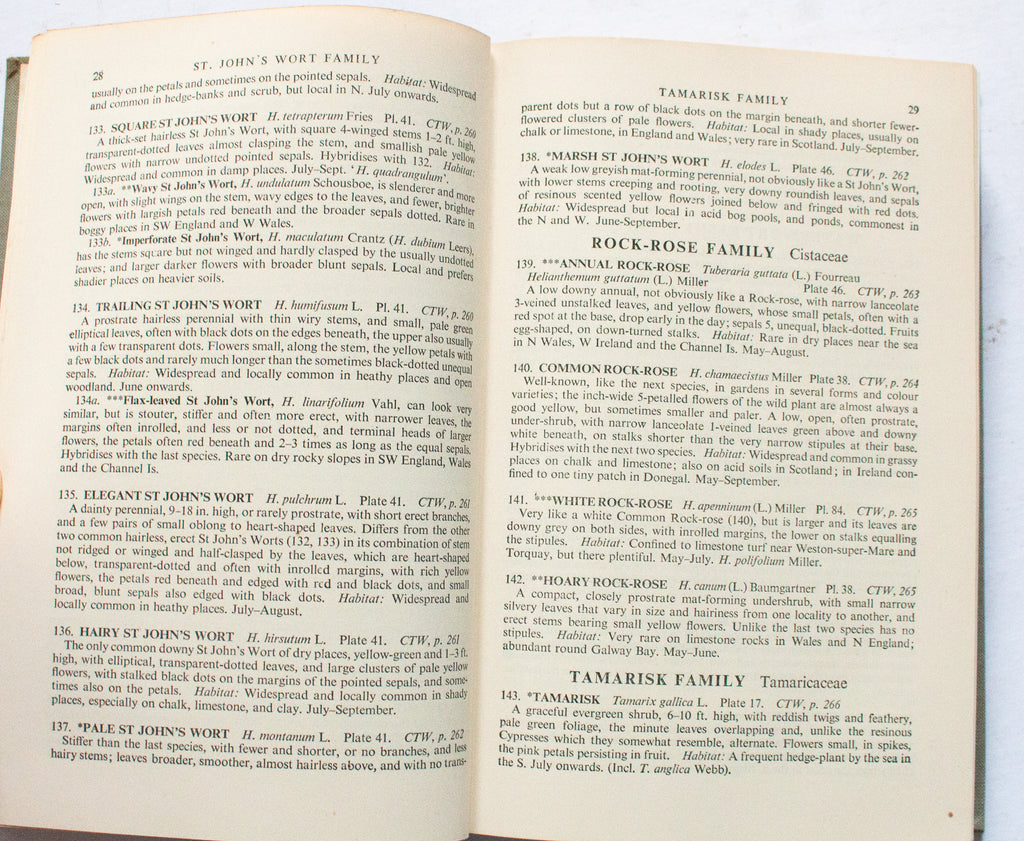 28
ST. JOHN'S WORT FAMILY
usually on the petals and sometimes on the pointed sepals. Habitat: Widespread
and common in hedge-banks and scrub, but local in N. July onwards.
133. SQUARE ST JOHN'S WORT H. tetrapterum Fries Pl. 41. CTW, p. 260
A thick-set hairless St John's Wort, with square 4-winged stems 1–2 ft. high,
transparent-dotted leaves almost clasping the stem, and smallish pale yellow
flowers with narrow undotted pointed sepals. Hybridises with 132. Habitat:
Widespread and common in damp places. July–Sept. 'H. quadrangulum'.
133a. **Wavy St John's Wort, H. undulatum Schousboe, is slenderer and more
open, with slight wings on the stem, wavy edges to the leaves, and fewer, brighter
flowers with largish petals red beneath and the broader sepals dotted. Rare in
boggy places in SW England and W Wales.
133b. *Imperforate St John's Wort, H. maculatum Crantz (H. dubium Leers),
has the stems square but not winged and hardly clasped by the usually undotted
leaves; and larger darker flowers with broader blunt sepals. Local and prefers
shadier places on heavier soils.
134. TRAILING ST JOHN'S WORT H. humifusum L. Pl. 41. CTW, p. 260
A prostrate hairless perennial with thin wiry stems, and small, pale green
elliptical leaves, often with black dots on the edges beneath, the upper also usually
with a few transparent dots. Flowers small, along the stem, the yellow petals with
a few black dots and rarely much longer than the sometimes black-dotted unequal
sepals. Habitat: Widespread and locally common in heathy places and open
woodland. June onwards.
134a. ***Flax-leaved St John's Wort, H. linarifolium Vahl, can look very
similar, but is stouter, stiffer and often more erect, with narrower leaves, the
margins often inrolled, and less or not dotted, and terminal heads of larger
flowers, the petals often red beneath and 2–3 times as long as the equal sepals.
Hybridises with the last species. Rare on dry rocky slopes in SW England, Wales
and the Channel Is.
135. ELEGANT ST JOHN'S WORT H. pulchrum L. Plate 41. CTW, p. 261
A dainty perennial, 9–18 in. high, or rarely prostrate, with short erect branches,
and a few pairs of small oblong to heart-shaped leaves. Differs from the other
two common hairless, erect St John's Worts (132, 133) in its combination of stem
not ridged or winged and half-clasped by the leaves, which are heart-shaped
below, transparent-dotted and often with inrolled margins, with rich yellow
flowers, the petals red beneath and edged with red and black dots, and small
broad, blunt sepals also edged with black dots. Habitat: Widespread and
locally common in heathy places. July–August.
136. HAIRY ST JOHN'S WORT H. hirsutum L. Plate 41. CTW, p. 261
The only common downy St John's Wort of dry places, yellow-green and 1–3 ft.
high, with elliptical, transparent-dotted leaves, and large clusters of pale yellow
flowers, with stalked black dots on the margins of the pointed sepals, and some-
times also on the petals. Habitat: Widespread and locally common in shady
places, especially on chalk, limestone, and clay. July–September.
137. *PALE ST JOHN'S WORT H. montanum L. Plate 41. CTW, p. 262
Stiffer than the last species, with fewer and shorter, or no branches, and less
hairy stems; leaves broader, smoother, almost hairless above, and with no trans-
TAMARISK FAMILY
29
parent dots but a row of black dots on the margin beneath, and shorter fewer-
flowered clusters of pale flowers. Habitat: Local in shady places, usually on
chalk or limestone, in England and Wales; very rare in Scotland. July–September.
138. *MARSH ST JOHN'S WORT H. elodes L. Plate 46. CTW, p. 262
A weak low greyish mat-forming perennial, not obviously like a St John's Wort,
with lower stems creeping and rooting, very downy roundish leaves, and sepals
of resinous scented yellow flowers joined below and fringed with red dots.
Habitat: Widespread but local in acid bog pools, and ponds, commonest in
the N and W. June-September.
ROCK-ROSE FAMILY Cistaceae
139. ***ANNUAL ROCK-ROSE Tuberaria guttata (L.) Fourreau
Helianthemum guttatum (L.) Miller Plate 46. CTW, p. 263
A low downy annual, not obviously like a Rock-rose, with narrow lanceolate
3-veined unstalked leaves, and yellow flowers, whose small petals, often with a
red spot at the base, drop early in the day; sepals 5, unequal, black-dotted. Fruits
egg-shaped, on down-turned stalks. Habitat: Rare in dry places near the sea
in N Wales, W Ireland and the Channel Is. May–August.
140. COMMON ROCK-ROSE H. chamaecistus Miller Plate 38. CTW, p. 264
Well-known, like the next species, in gardens in several forms and colour
varieties; the inch-wide 5-petalled flowers of the wild plant are almost always a
good yellow, but sometimes smaller and paler. A low, open, often prostrate,
under-shrub, with narrow lanceolate 1-veined leaves green above and downy
white beneath, on stalks shorter than the very narrow stipules at their base.
Hybridises with the next two species. Habitat: Widespread and common in grassy
places on chalk and limestone; also on acid soils in Scotland; in Ireland con-
fined to one tiny patch in Donegal. May–September.
141. ***WHITE ROCK-ROSE H. apenninum (L.) Miller Pl. 84. CTW, p. 265
Very like a white Common Rock-rose (140), but is larger and its leaves are
downy grey on both sides, with inrolled margins, the lower on stalks equalling
the stipules. Habitat: Confined to limestone turf near Weston-super-Mare and
Torquay, but there plentiful. May–July. H. polifolium Miller.
142. **HOARY ROCK-ROSE H. canum (L.) Baumgartner Pl. 38. CTW, 265
A compact, closely prostrate mat-forming undershrub, with small narrow
silvery leaves that vary in size and hairiness from one locality to another, and
erect stems bearing small yellow flowers. Unlike the last two species has no
stipules. Habitat: Very rare on limestone rocks in Wales and N England;
abundant round Galway Bay. May–June.
TAMARISK FAMILY Tamaricaceae
143. *TAMARISK Tamarix gallica L. Plate 17. CTW, p. 266
A graceful evergreen shrub, 6–10 ft. high, with reddish twigs and feathery,
pale green foliage, the minute leaves overlapping and, unlike the resinous
Cypresses which they somewhat resemble, alternate. Flowers small, in spikes,
the pink petals persisting in fruit. Habitat: A frequent hedge-plant by the sea in
the S. July onwards. (Incl. T. anglica Webb).